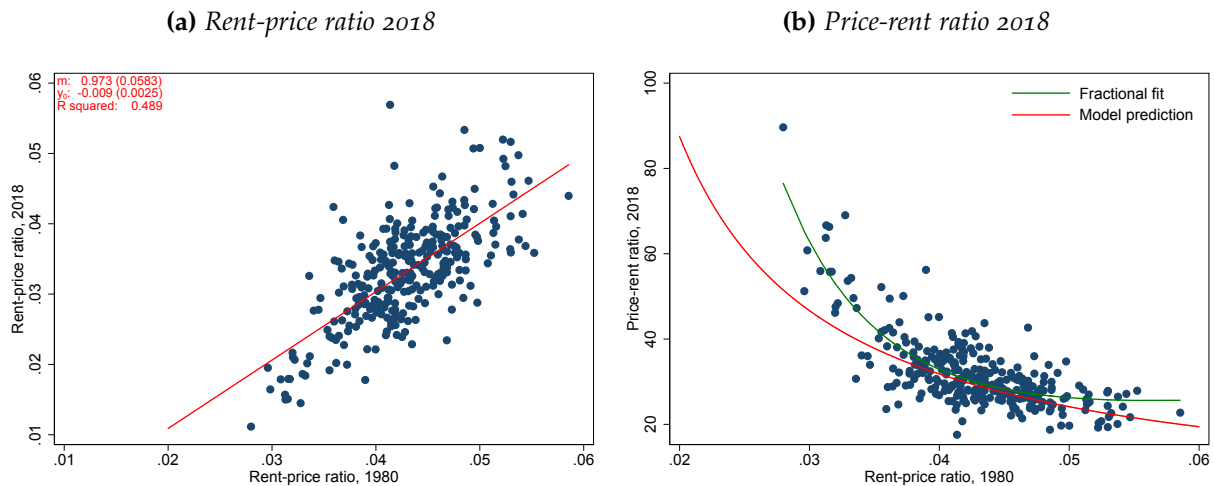 (a) Rent-price ratio 2018
m: 0.973 (0.0583)
y₀: -0.009 (0.0025)
R squared: 0.489
Rent-price ratio, 2018
.06
.05
.04
.03
.02
.01
.01 .02 .03 .04 .05 .06
Rent-price ratio, 1980
(b) Price-rent ratio 2018
Fractional fit
Model prediction
Price-rent ratio, 2018
100
80
60
40
20
.02 .03 .04 .05 .06
Rent-price ratio, 1980